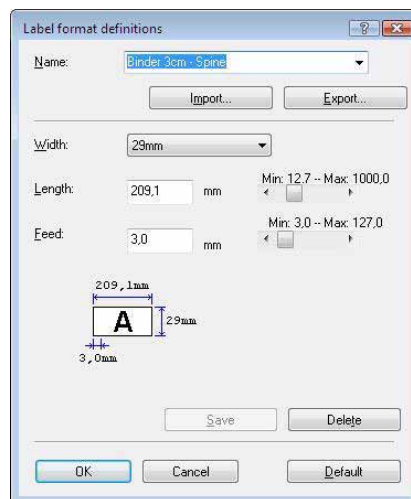 Label format definitions
Name: Binder 3cm - Spine
Import... Export...
Width: 29mm
Length: 209,1 mm Min: 12.7 -- Max: 1000,0
Feed: 3,0 mm Min: 3,0 -- Max: 127,0
209,1mm
A 29mm
3,0mm
Save Delete
OK Cancel Default